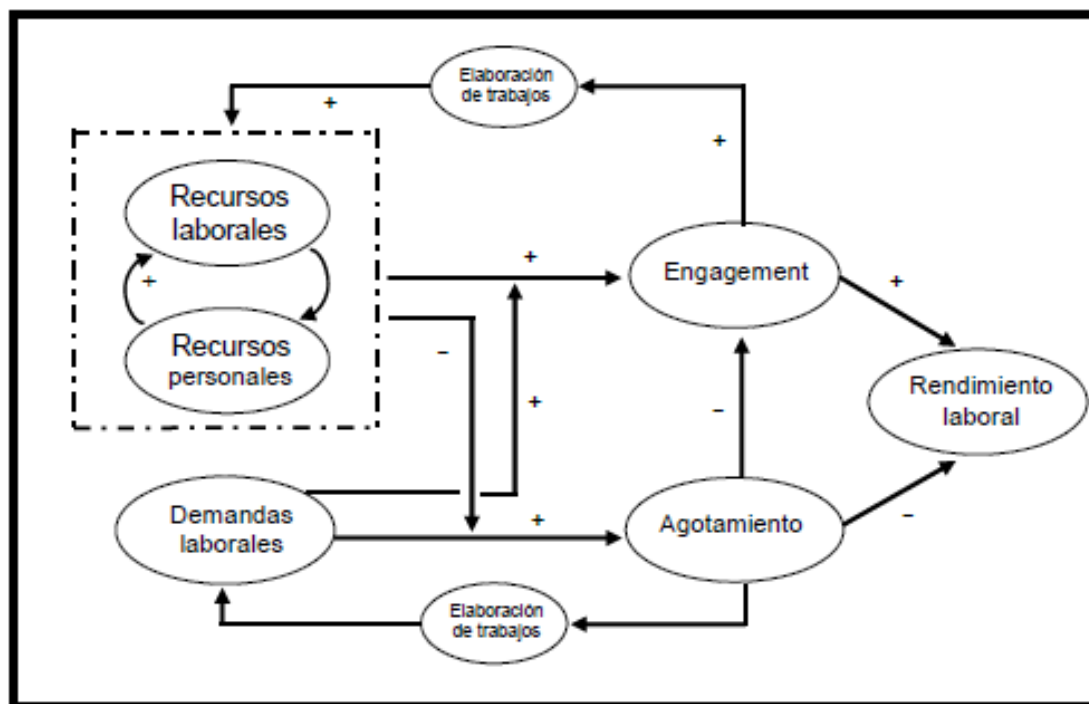 Elaboración
de trabajos
+
+
Recursos
laborales
+
Recursos
personales
+
Engagement
+
−
+
−
Rendimiento
laboral
Demandas
laborales
+
Agotamiento
−
Elaboración
de trabajos